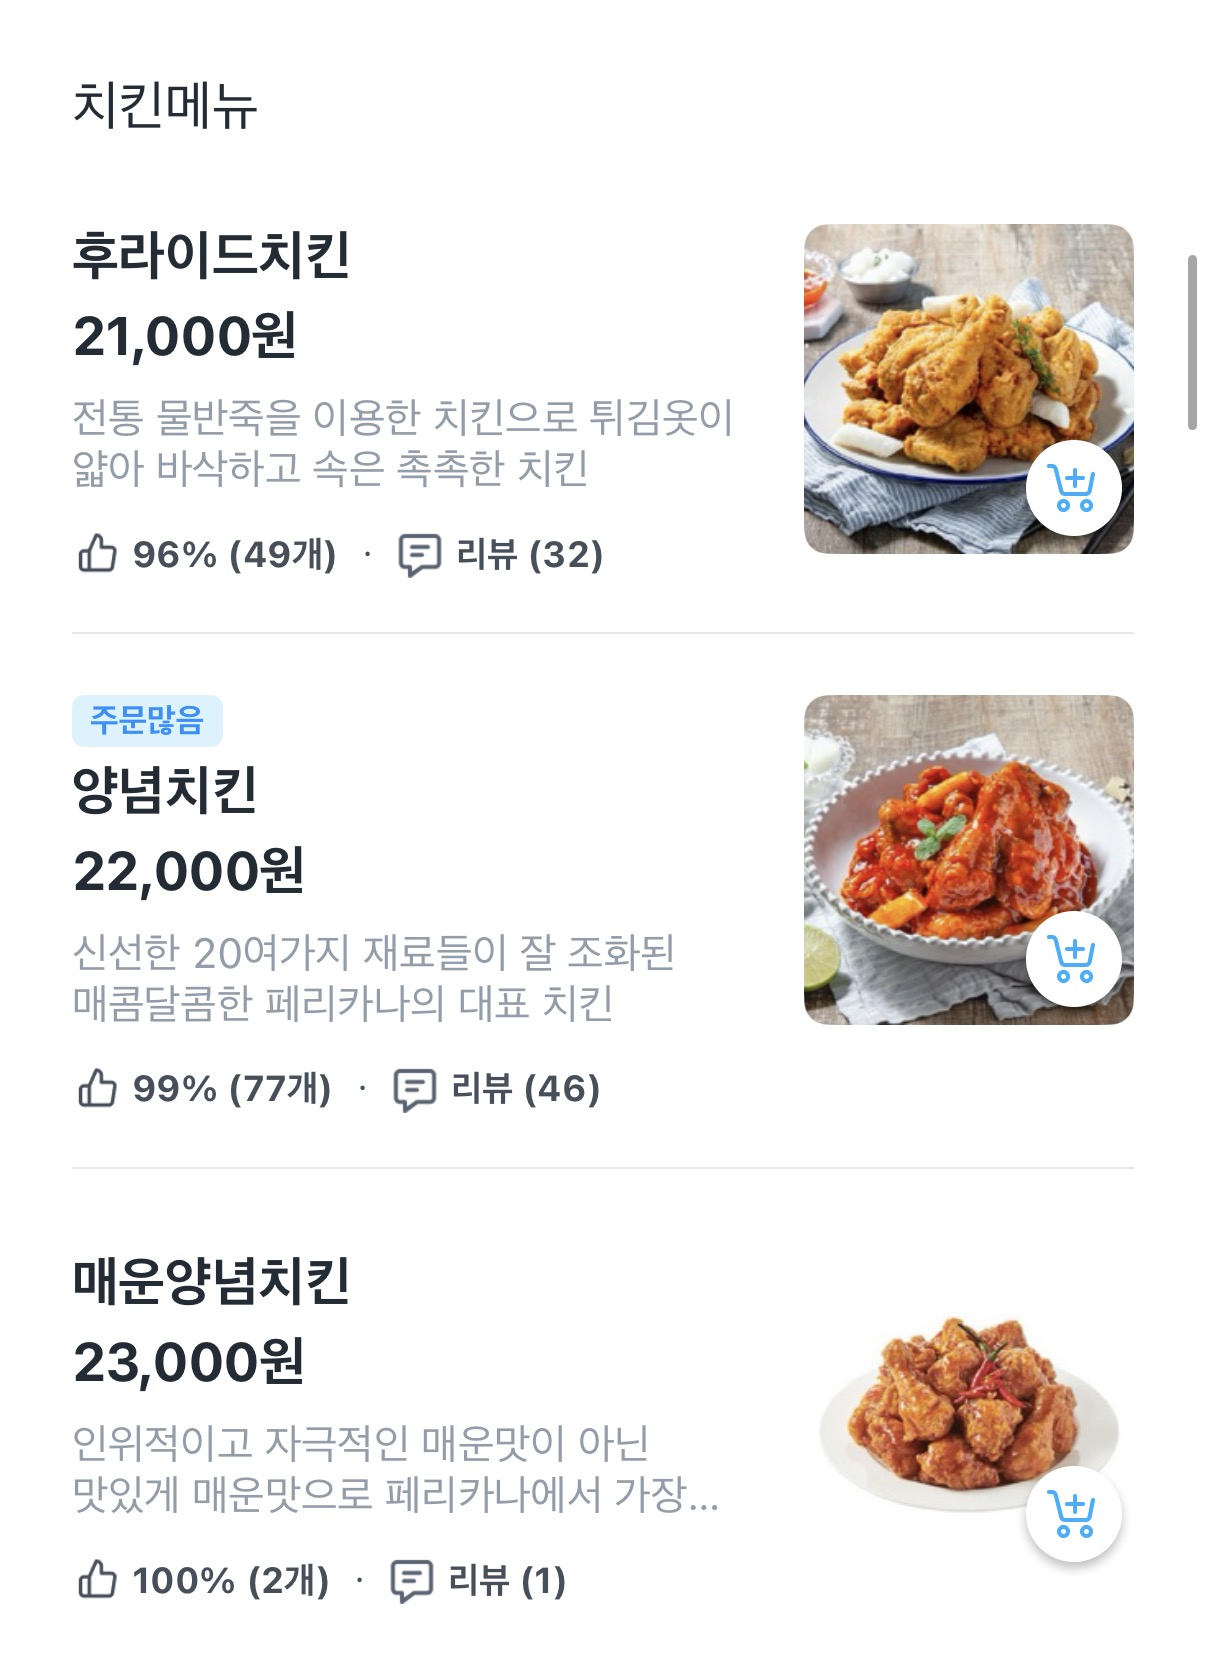 치킨메뉴
후라이드치킨
21,000원
전통 물반죽을 이용한 치킨으로 튀김옷이
얇아 바삭하고 속은 촉촉한 치킨
96% (49개) · 리뷰 (32)
주문많음
양념치킨
22,000원
신선한 20여가지 재료들이 잘 조화된
매콤달콤한 페리카나의 대표 치킨
99% (77개) · 리뷰 (46)
매운양념치킨
23,000원
인위적이고 자극적인 매운맛이 아닌
맛있게 매운맛으로 페리카나에서 가장...
100% (2개) · 리뷰 (1)